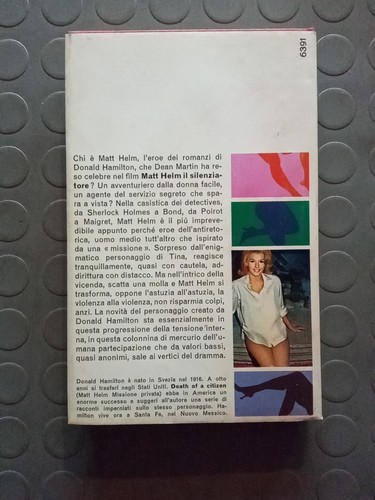 6391
Chi è Matt Helm, l'eroe dei romanzi di
Donald Hamilton, che Dean Martin ha re-
so celebre nel film Matt Helm il silenzia-
tore? Un avventuriero dalla donna facile,
un agente del servizio segreto che spa-
ra a vista? Nella casistica dei detectives,
da Sherlock Holmes a Bond, da Poirot
a Maigret, Matt Helm è il più impreve-
dibile appunto perché eroe dell'antireto-
rica, uomo medio tutt'altro che ispirato
da una « missione ». Sorpreso dall'enig-
matico personaggio di Tina, reagisce
tranquillamente, quasi con cautela, ad-
dirittura con distacco. Ma nell'intrico della
vicenda, scatta una molla e Matt Helm si
trasforma, oppone l'astuzia all'astuzia, la
violenza alla violenza, non risparmia colpi,
anzi. La novità del personaggio creato da
Donald Hamilton sta essenzialmente in
questa progressione della tensione interna,
in questa colonnina di mercurio dell'u-
mana partecipazione che da valori bassi,
quasi anonimi, sale ai vertici del dramma.
Donald Hamilton è nato in Svezia nel 1916. A otto
anni si trasferì negli Stati Uniti. Death of a citizen
(Matt Helm Missione privata) ebbe in America un
enorme successo e suggerì all'autore una serie di
racconti imperniati sullo stesso personaggio. Ha-
milton vive ora a Santa Fe, nel Nuovo Messico.